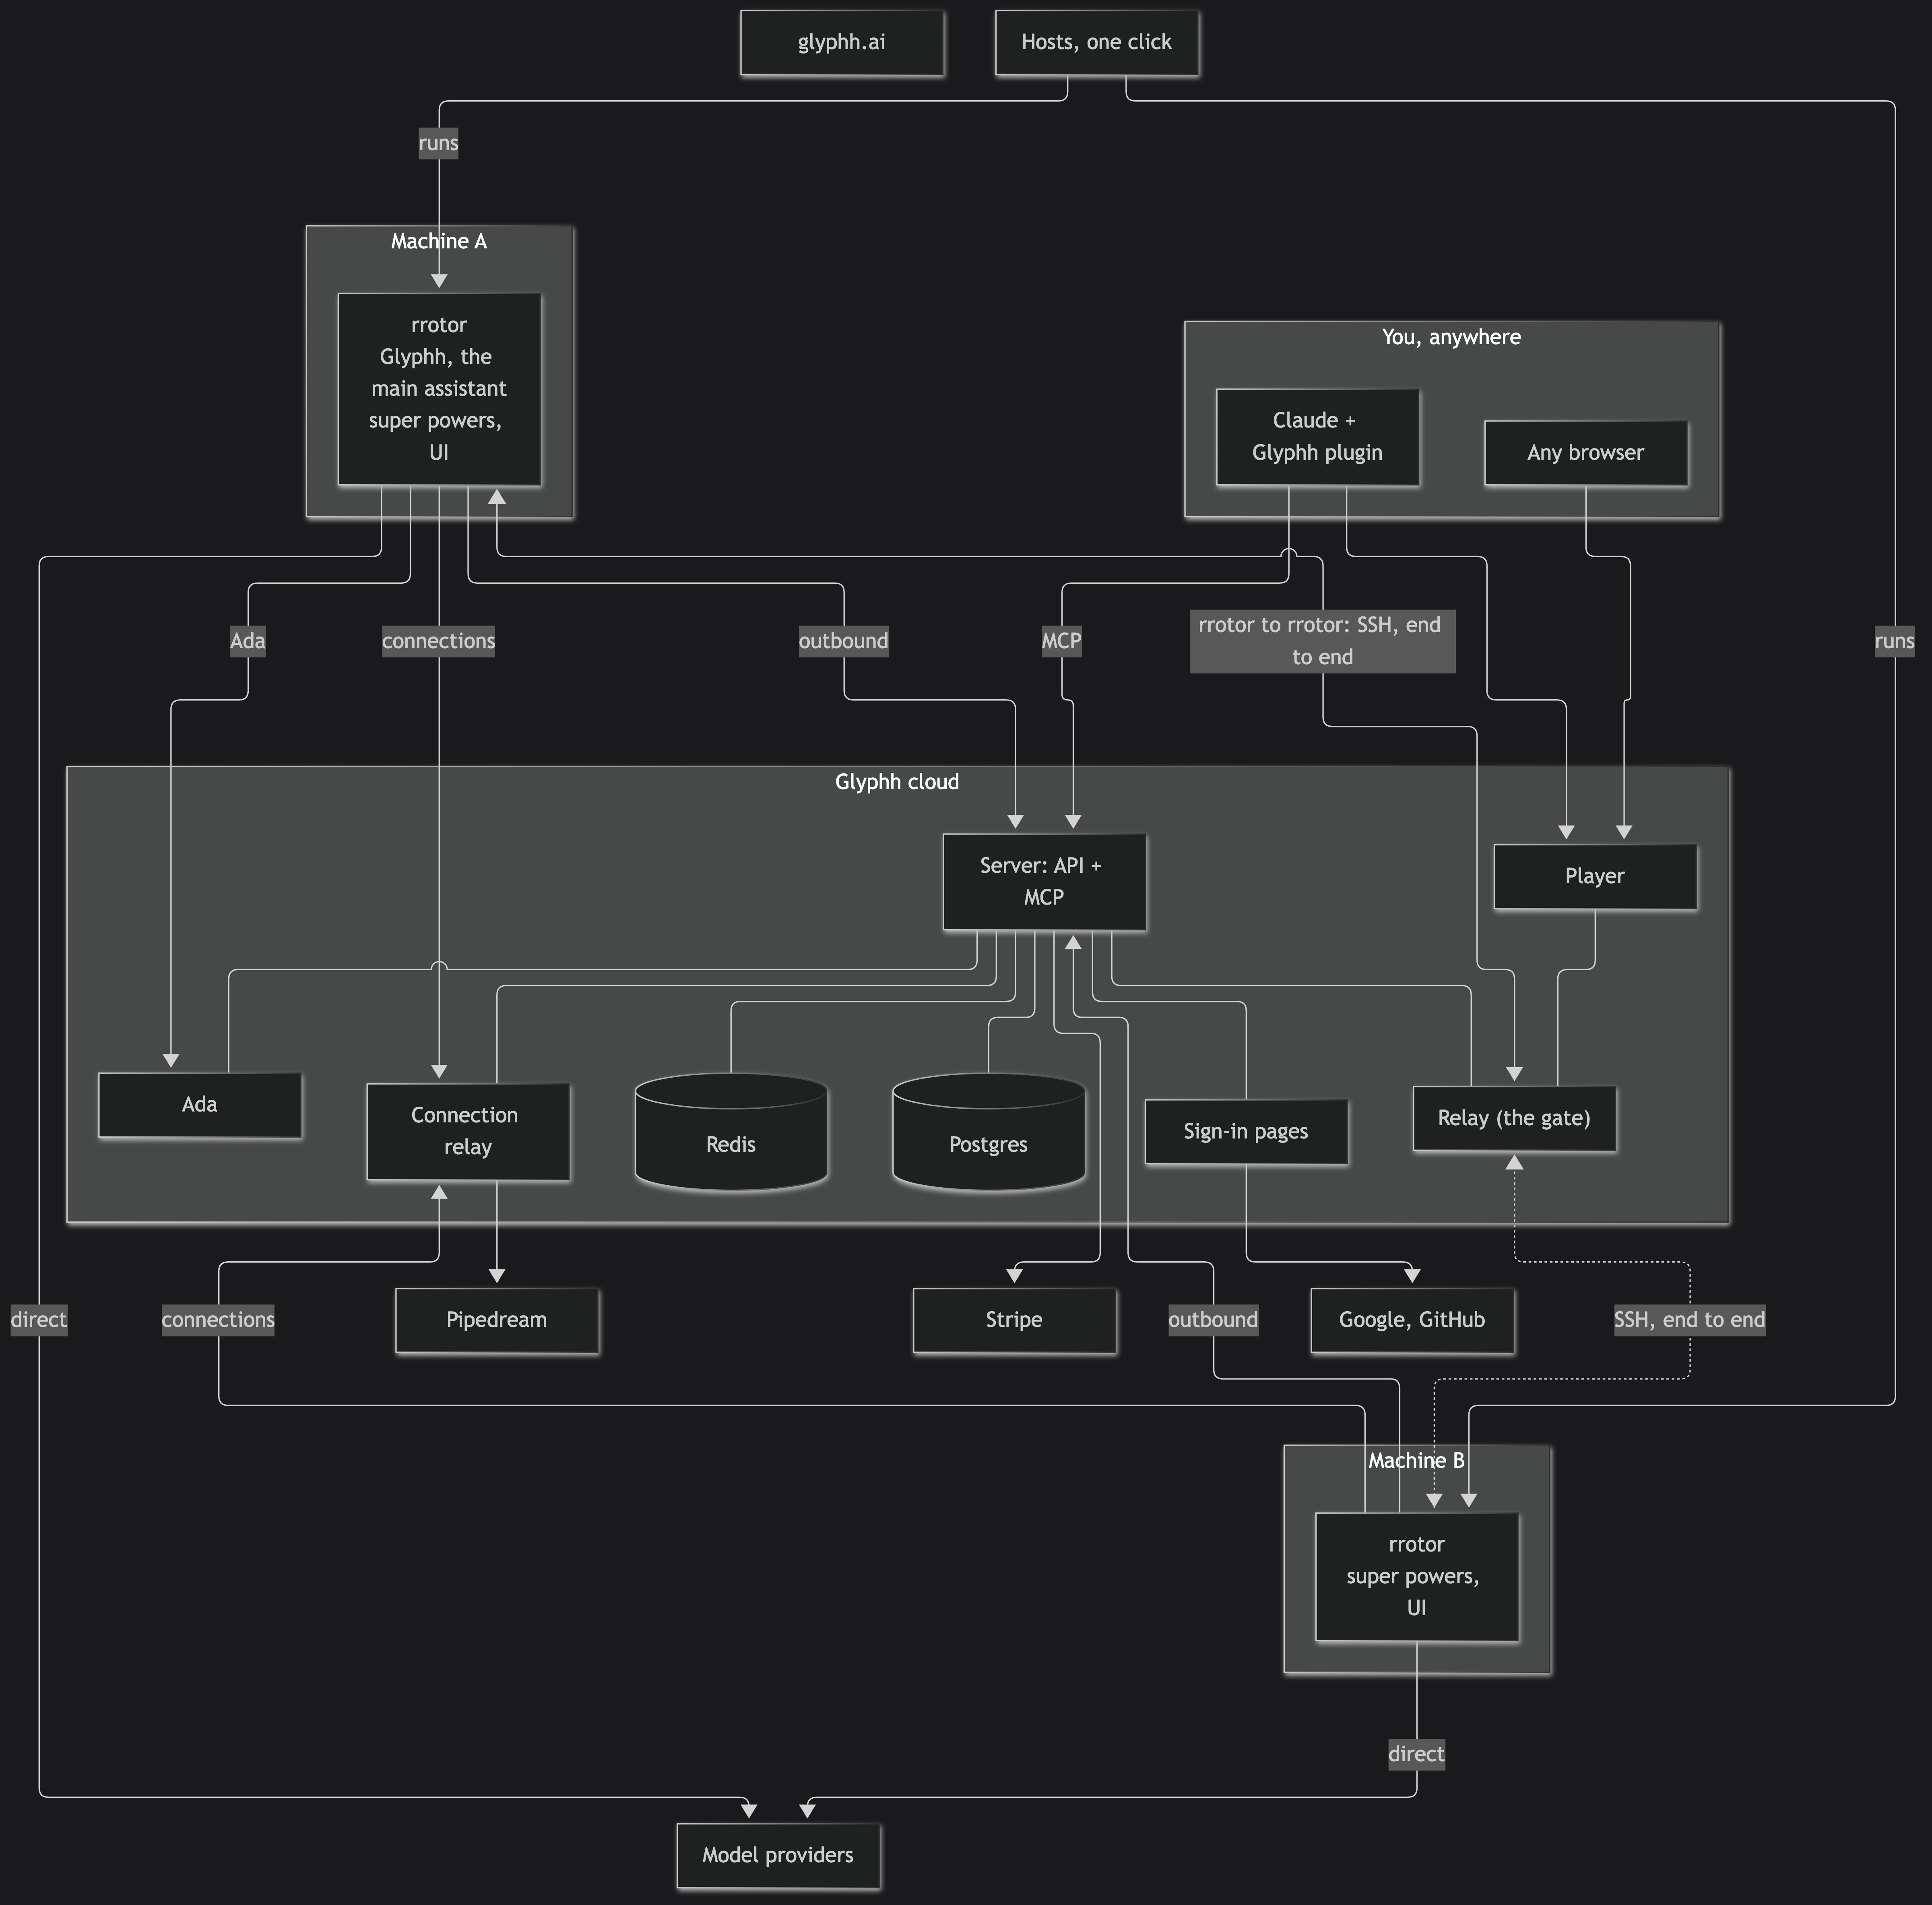 glyphh.ai
Hosts, one click
runs
Machine A
rrotor
Glyphh, the
main assistant
super powers,
UI
You, anywhere
Claude +
Glyphh plugin
Any browser
Ada
connections
outbound
MCP
rrotor to rrotor: SSH, end
to end
runs
Glyphh cloud
Server: API +
MCP
Player
Ada
Connection
relay
Redis
Postgres
Sign-in pages
Relay (the gate)
direct
connections
Pipedream
Stripe
outbound
Google, GitHub
SSH, end to end
Machine B
rrotor
super powers,
UI
direct
Model providers